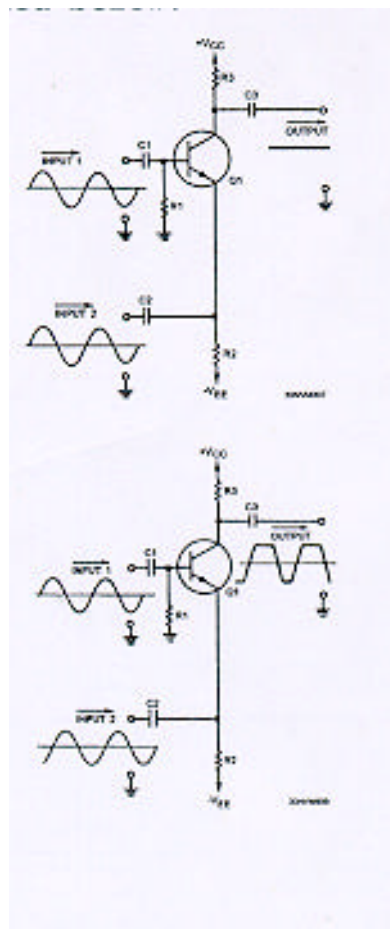 +VCC
R3
C3
OUTPUT
INPUT 1
C1
Q1
R1
INPUT 2
C2
R2
-VEE
+VCC
R3
C3
OUTPUT
INPUT 1
C1
Q1
R1
INPUT 2
C2
R2
-VEE